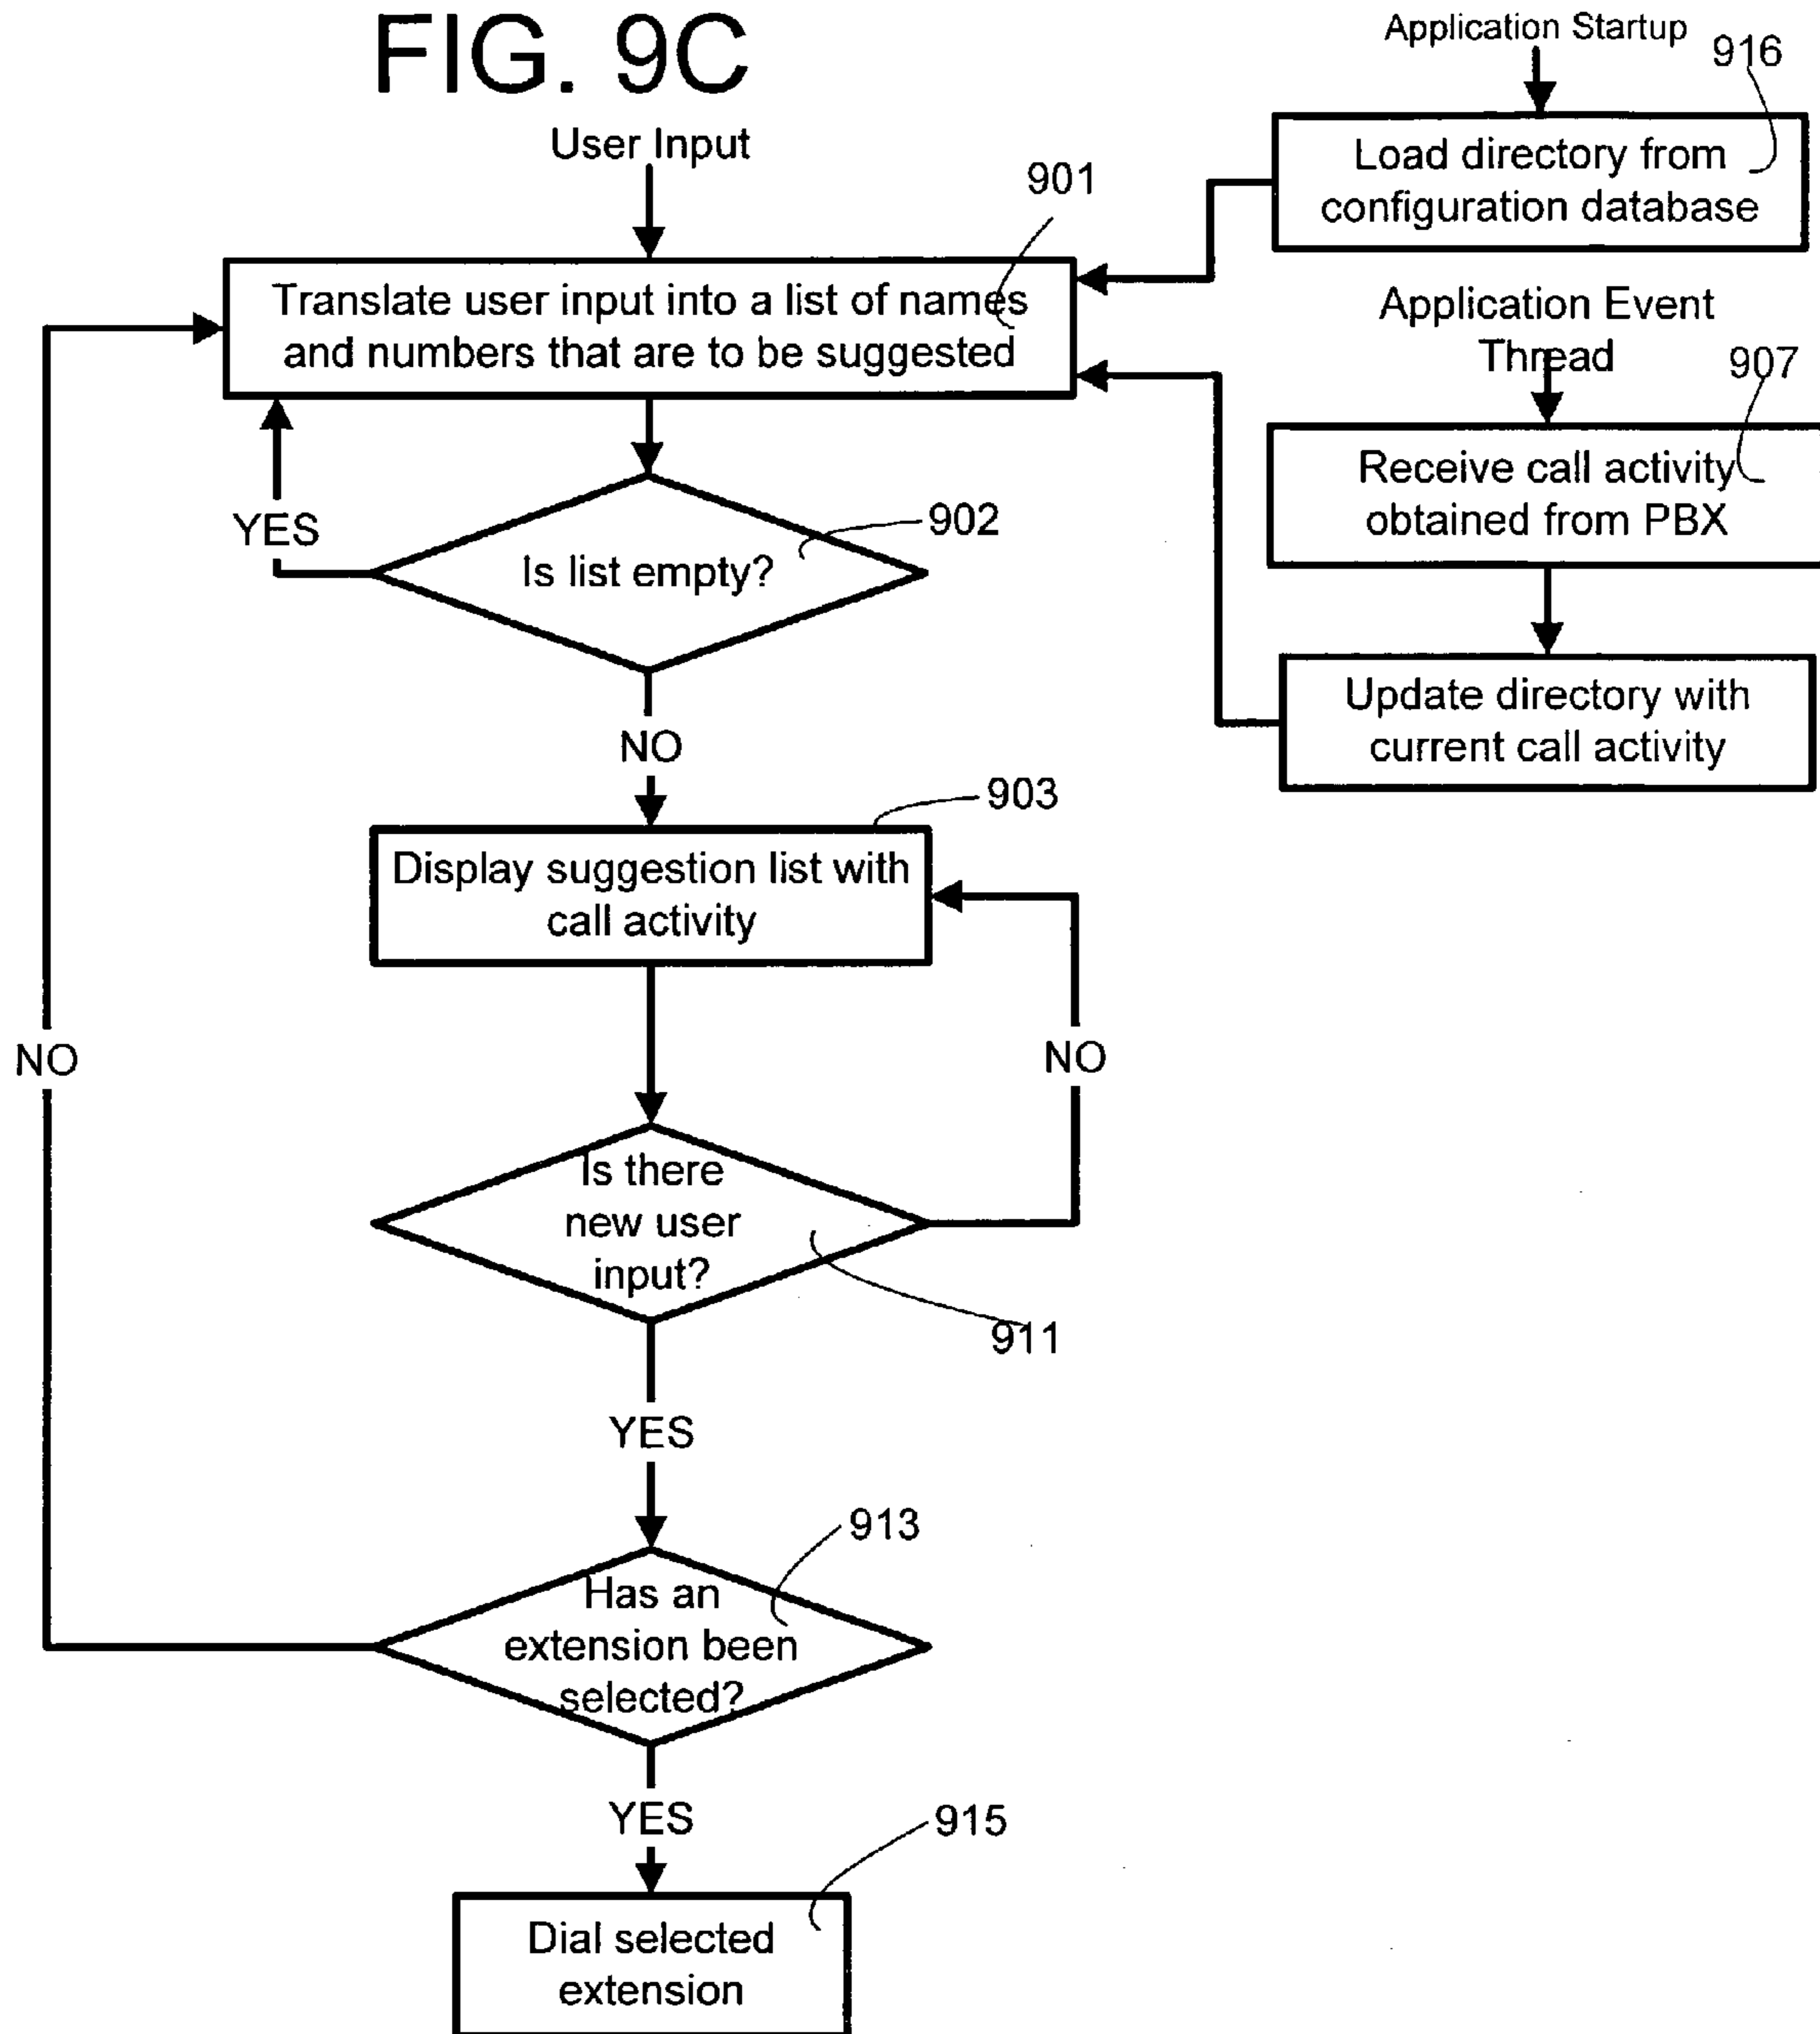 FIG. 9C
User Input
901
Translate user input into a list of names
and numbers that are to be suggested
YES
902
Is list empty?
NO
903
Display suggestion list with
call activity
NO
NO
Is there
new user
input?
911
YES
913
Has an
extension been
selected?
YES
915
Dial selected
extension
Application Startup
916
Load directory from
configuration database
Application Event
Thread
907
Receive call activity
obtained from PBX
Update directory with
current call activity